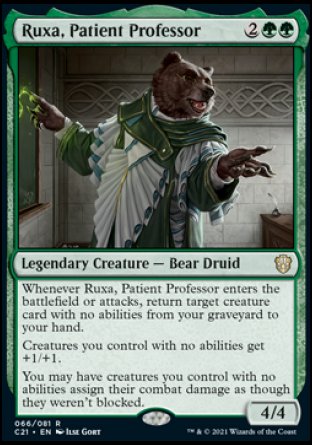 Ruxa, Patient Professor 2
Legendary Creature — Bear Druid
Whenever Ruxa, Patient Professor enters the
battlefield or attacks, return target creature
card with no abilities from your graveyard to
your hand.
Creatures you control with no abilities get
+1/+1.
You may have creatures you control with no
abilities assign their combat damage as though
they weren't blocked.
4/4
066/081 R
C21 • EN Ilse Gort
™ & © 2021 Wizards of the Coast